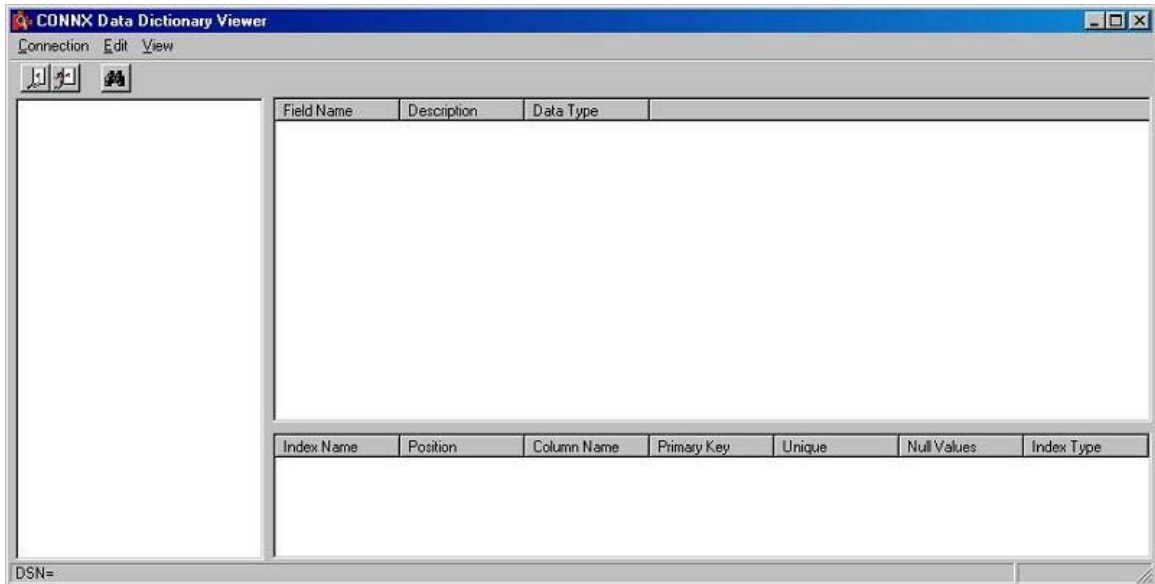 CONNX Data Dictionary Viewer
Connection Edit View
Field Name Description Data Type
Index Name Position Column Name Primary Key Unique Null Values Index Type
DSN=